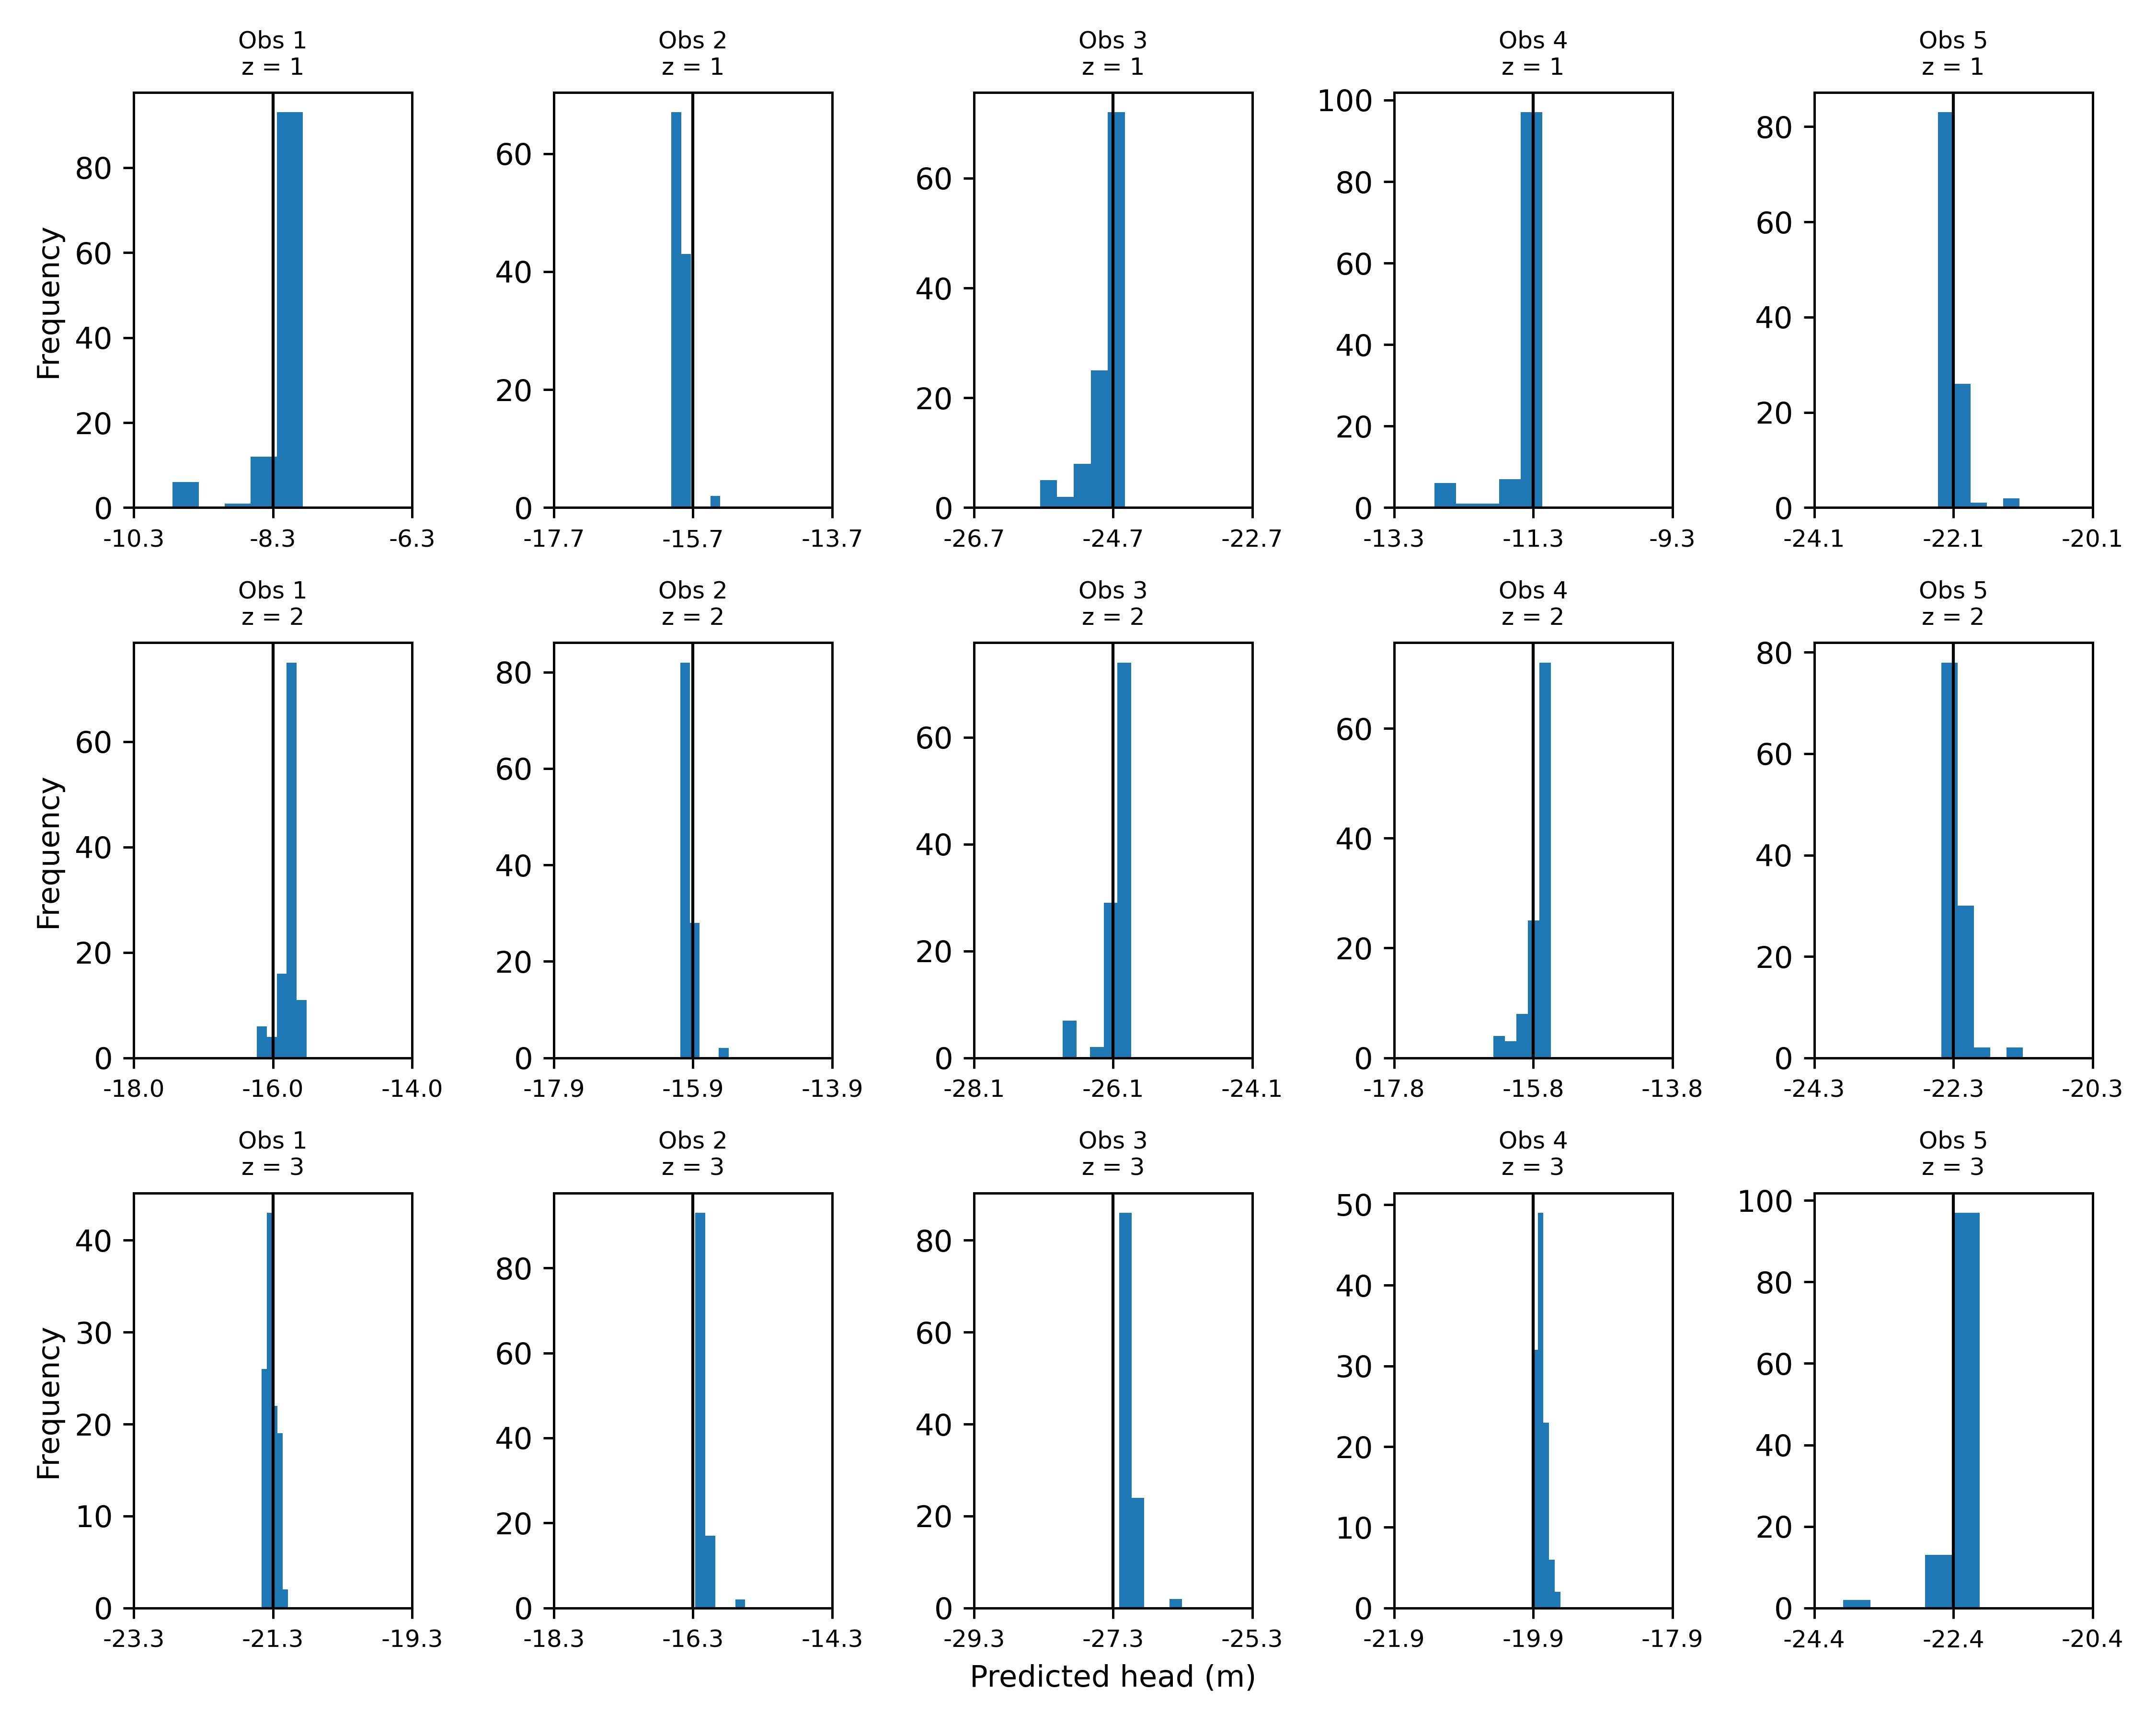 Obs 1
z = 1
Obs 2
z = 1
Obs 3
z = 1
Obs 4
z = 1
Obs 5
z = 1
Frequency
80
60
40
20
0
-10.3 -8.3 -6.3
60
40
20
0
-17.7 -15.7 -13.7
60
40
20
0
-26.7 -24.7 -22.7
100
80
60
40
20
0
-13.3 -11.3 -9.3
80
60
40
20
0
-24.1 -22.1 -20.1
Obs 1
z = 2
Obs 2
z = 2
Obs 3
z = 2
Obs 4
z = 2
Obs 5
z = 2
Frequency
60
40
20
0
-18.0 -16.0 -14.0
80
60
40
20
0
-17.9 -15.9 -13.9
60
40
20
0
-28.1 -26.1 -24.1
60
40
20
0
-17.8 -15.8 -13.8
80
60
40
20
0
-24.3 -22.3 -20.3
Obs 1
z = 3
Obs 2
z = 3
Obs 3
z = 3
Obs 4
z = 3
Obs 5
z = 3
Frequency
40
30
20
10
0
-23.3 -21.3 -19.3
80
60
40
20
0
-18.3 -16.3 -14.3
80
60
40
20
0
-29.3 -27.3 -25.3
50
40
30
20
10
0
-21.9 -19.9 -17.9
100
80
60
40
20
0
-24.4 -22.4 -20.4
Predicted head (m)